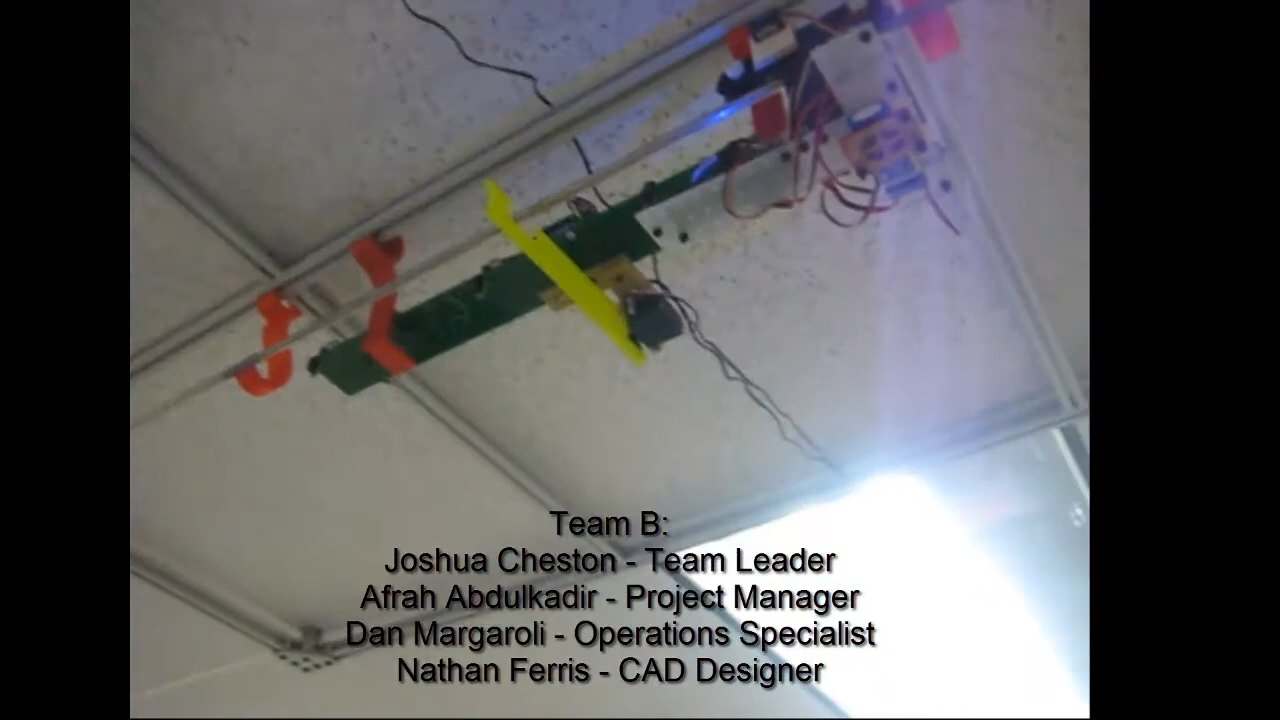 Team B:
Joshua Cheston - Team Leader
Afrah Abdulkadir - Project Manager
Dan Margaroli - Operations Specialist
Nathan Ferris - CAD Designer